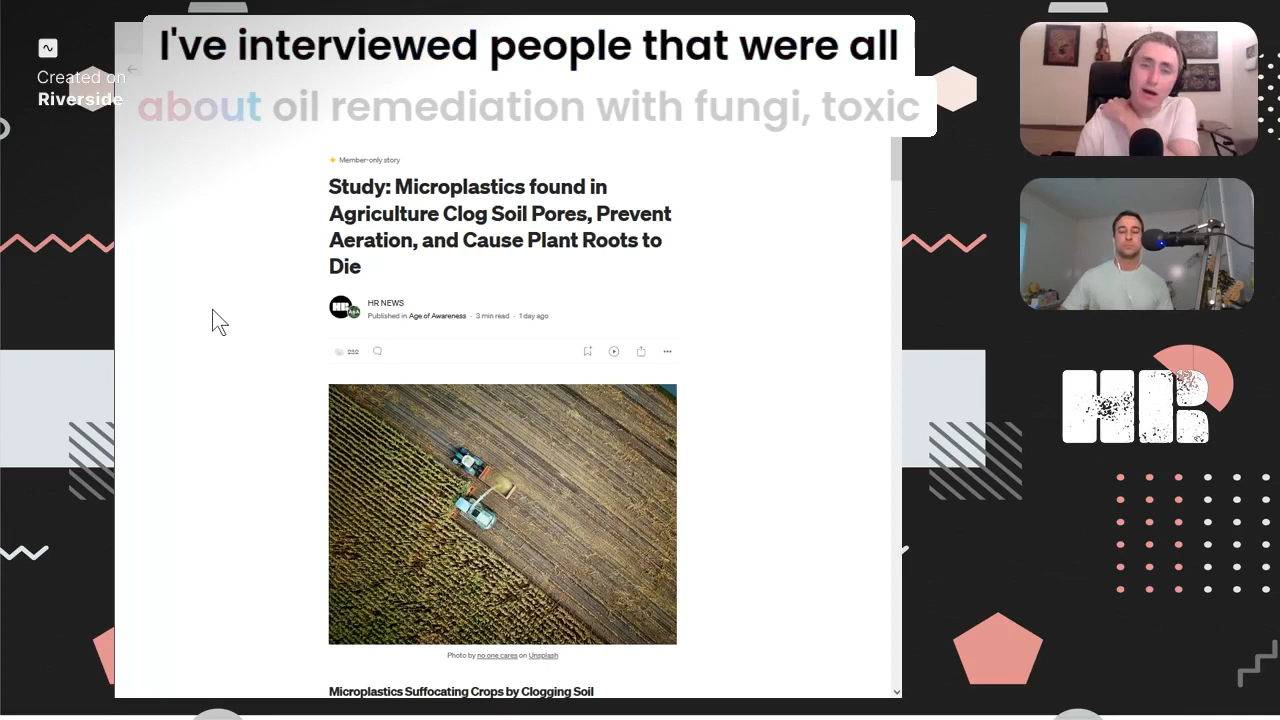 I've interviewed people that were all
about oil remediation with fungi, toxic
Created on
Riverside
Member-only story
Study: Microplastics found in
Agriculture Clog Soil Pores, Prevent
Aeration, and Cause Plant Roots to
Die
HR NEWS
Published in Age of Awareness · 3 min read · 1 day ago
232
Photo by no one cares on Unsplash
Microplastics Suffocating Crops by Clogging Soil
HR